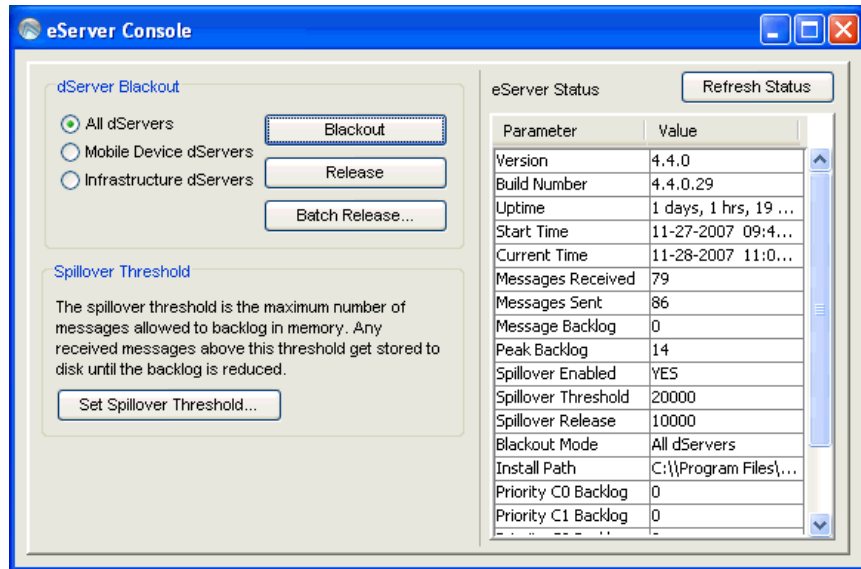 eServer Console
dServer Blackout
All dServers
Mobile Device dServers
Infrastructure dServers
Blackout
Release
Batch Release...
Spillover Threshold
The spillover threshold is the maximum number of
messages allowed to backlog in memory. Any
received messages above this threshold get stored to
disk until the backlog is reduced.
Set Spillover Threshold...
eServer Status
Refresh Status
Parameter Value
Version 4.4.0
Build Number 4.4.0.29
Uptime 1 days, 1 hrs, 19 ...
Start Time 11-27-2007 09:4...
Current Time 11-28-2007 11:0...
Messages Received 79
Messages Sent 86
Message Backlog 0
Peak Backlog 14
Spillover Enabled YES
Spillover Threshold 20000
Spillover Release 10000
Blackout Mode All dServers
Install Path C:\\Program Files\...
Priority C0 Backlog 0
Priority C1 Backlog 0